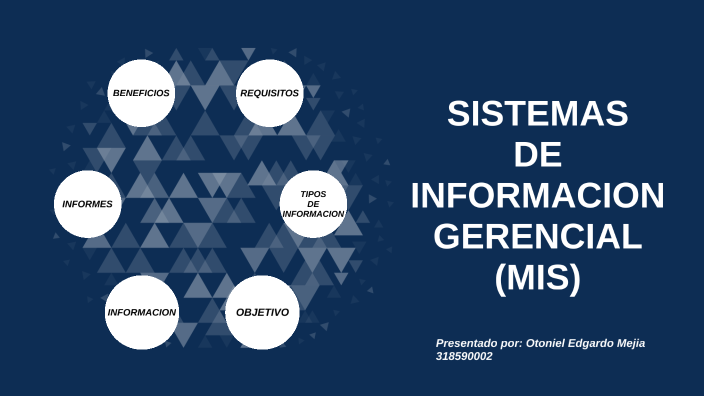 BENEFICIOS
REQUISITOS
INFORMES
TIPOS
DE
INFORMACION
INFORMACION
OBJETIVO
SISTEMAS
DE
INFORMACION
GERENCIAL
(MIS)
Presentado por: Otoniel Edgardo Mejia
318590002